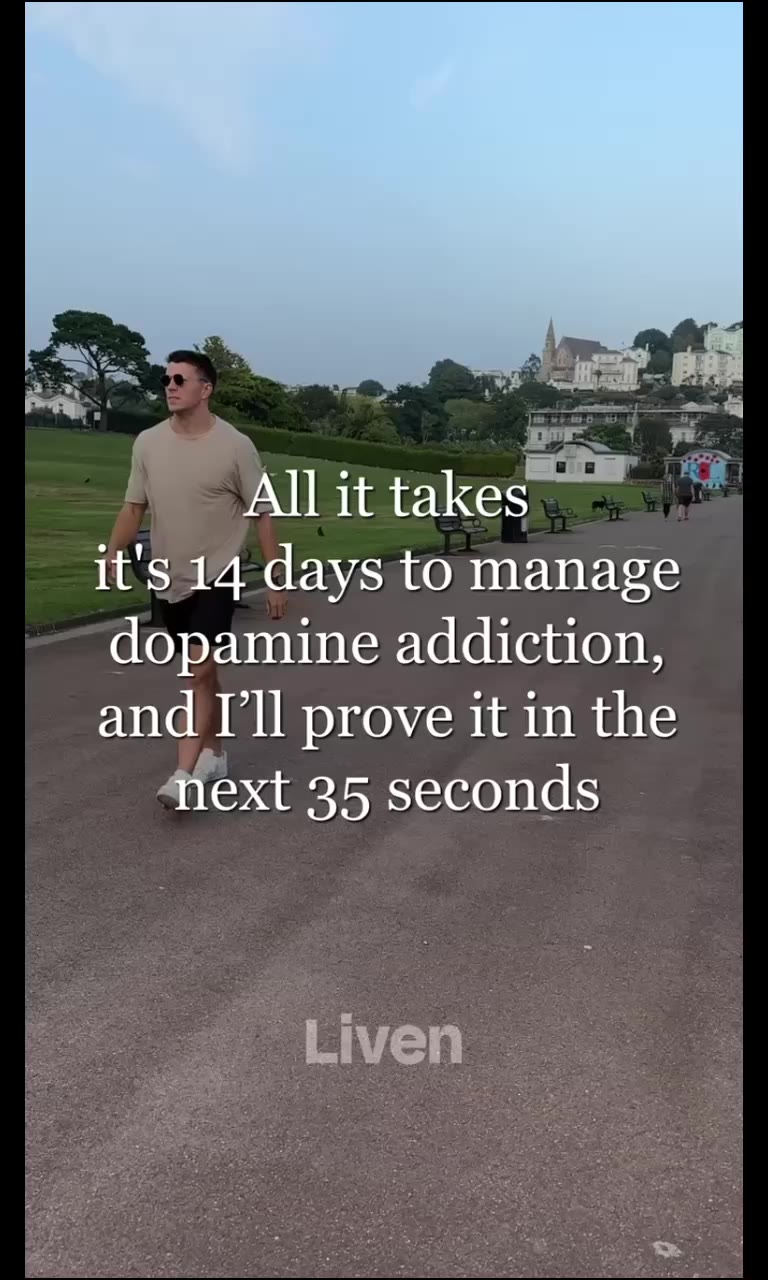 All it takes
it's 14 days to manage
dopamine addiction,
and I’ll prove it in the
next 35 seconds
Liven